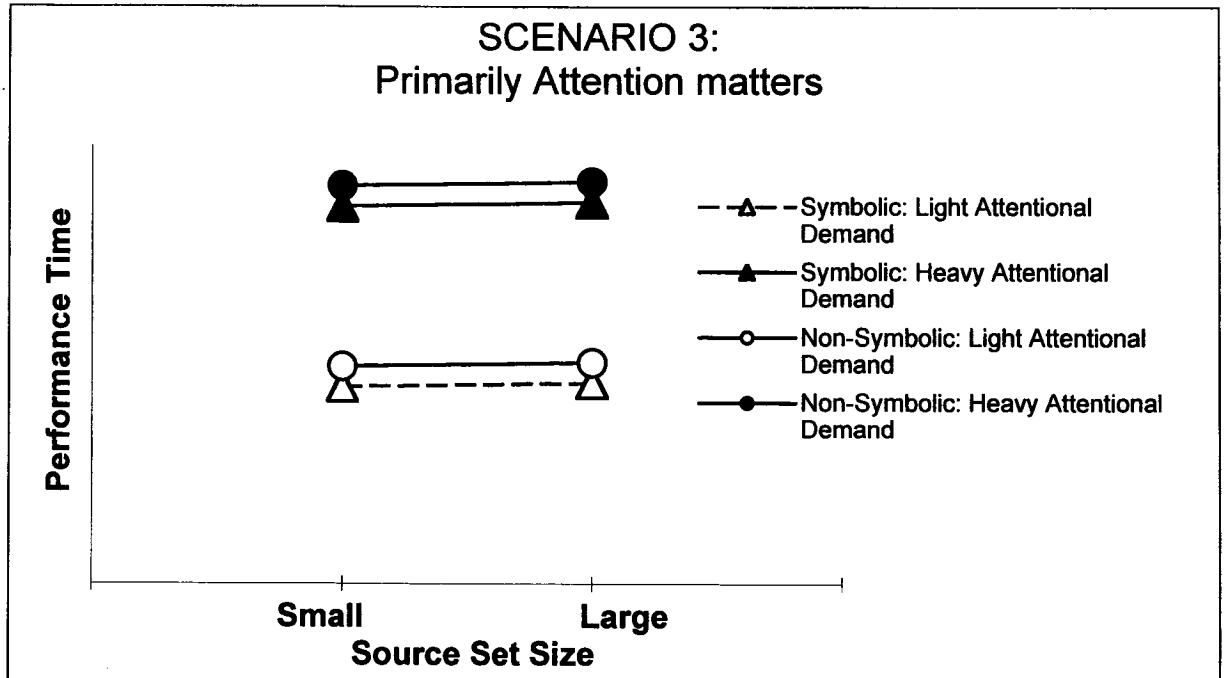 SCENARIO 3:
Primarily Attention matters
Performance Time
Symbolic: Light Attentional
Demand
Symbolic: Heavy Attentional
Demand
Non-Symbolic: Light Attentional
Demand
Non-Symbolic: Heavy Attentional
Demand
Small
Large
Source Set Size